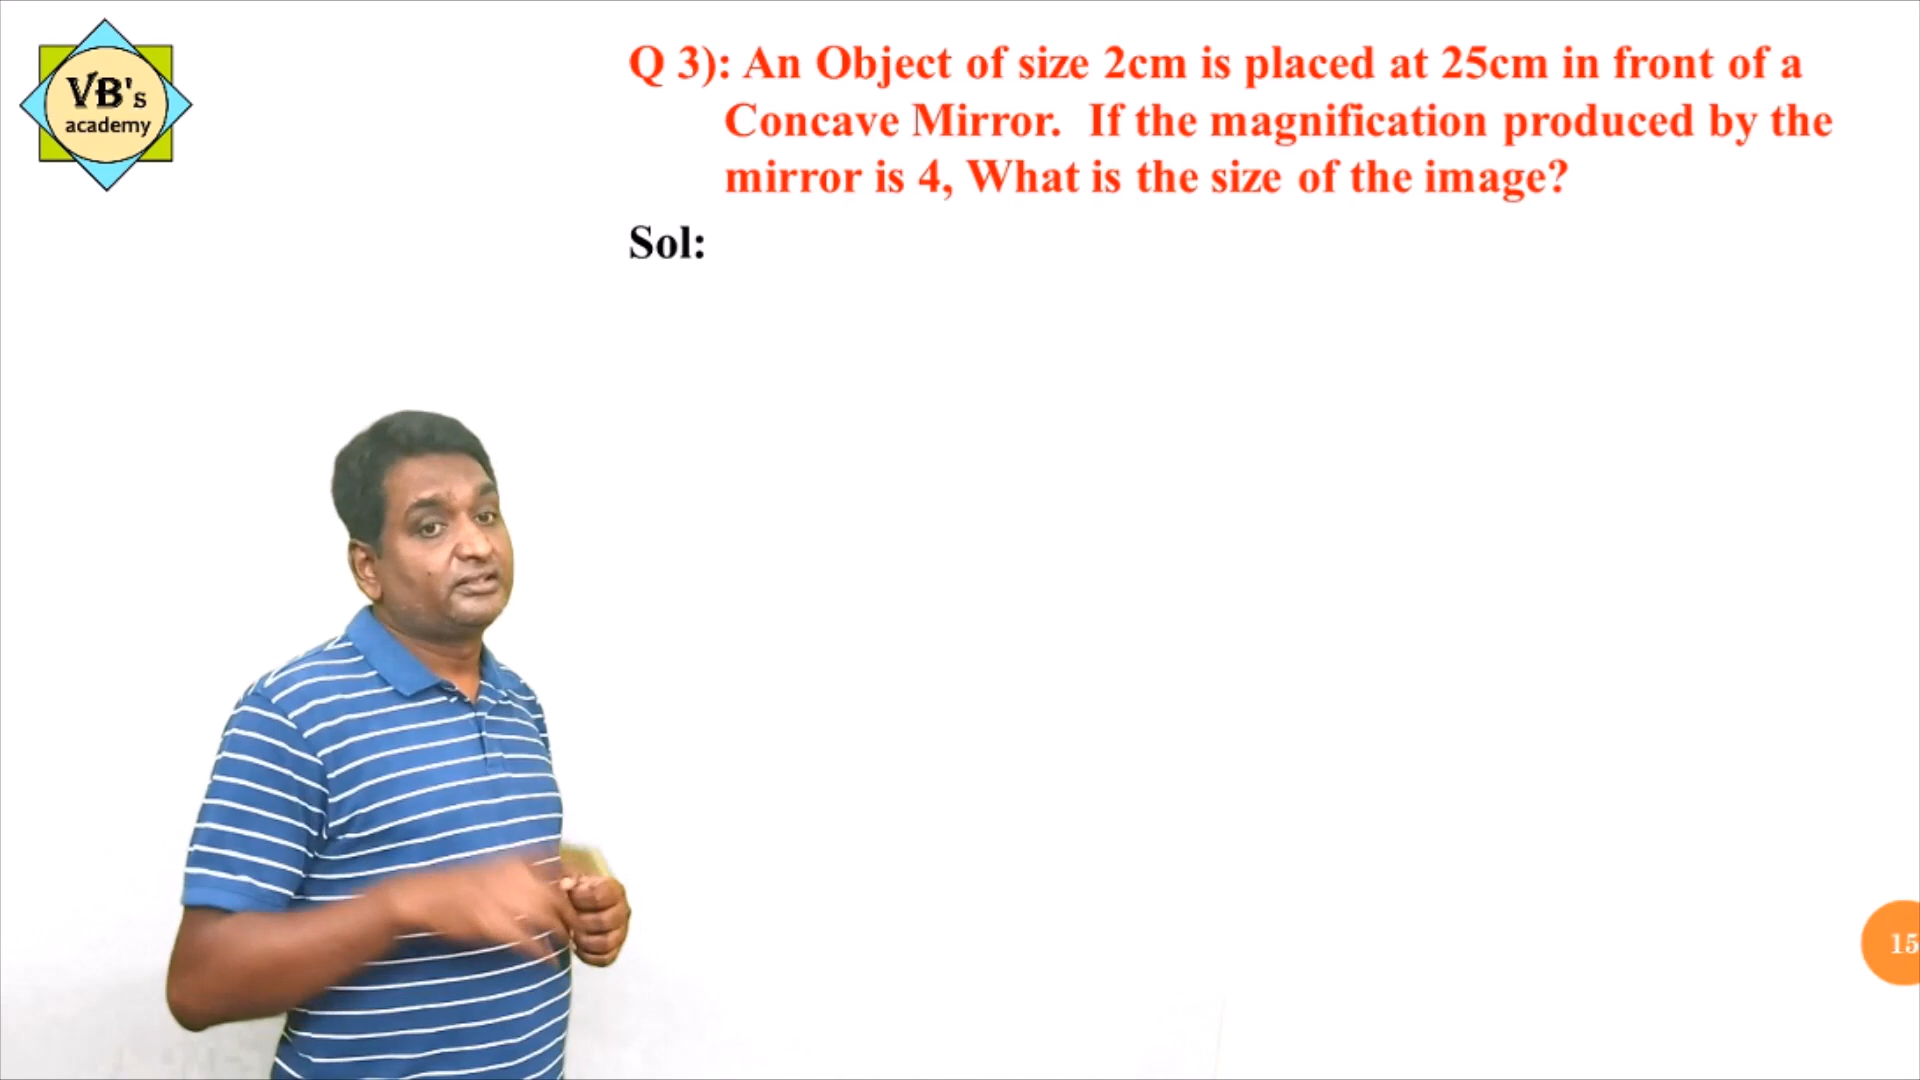 VB's
academy
Q 3): An Object of size 2cm is placed at 25cm in front of a
Concave Mirror. If the magnification produced by the
mirror is 4, What is the size of the image?
Sol:
15